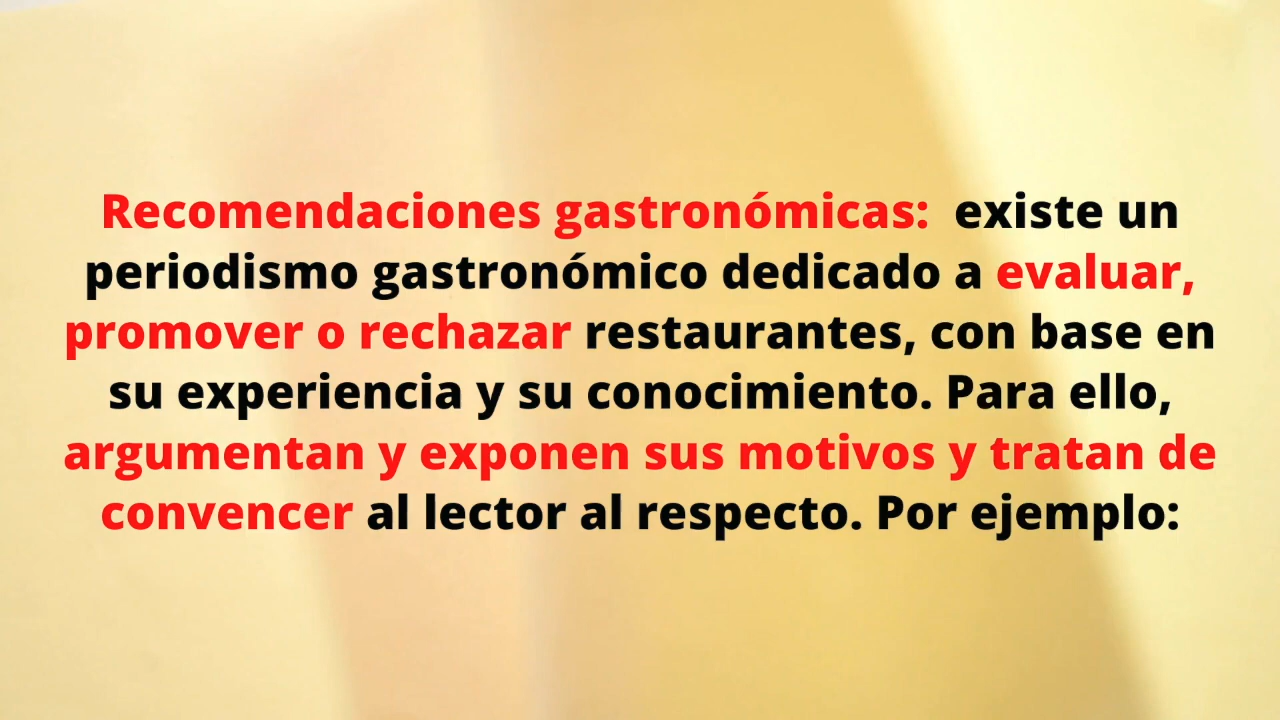 Recomendaciones gastronómicas:  existe un
periodismo gastronómico dedicado a evaluar,
promover o rechazar restaurantes, con base en
su experiencia y su conocimiento. Para ello,
argumentan y exponen sus motivos y tratan de
convencer al lector al respecto. Por ejemplo: